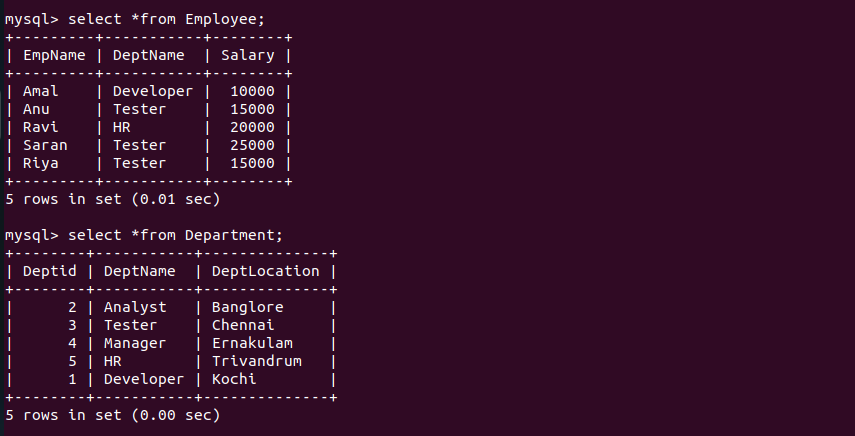 mysql> select *from Employee;
+---------+-----------+--------+
| EmpName | DeptName  | Salary |
+---------+-----------+--------+
| Amal    | Developer |  10000 |
| Anu     | Tester    |  15000 |
| Ravi    | HR        |  20000 |
| Saran   | Tester    |  25000 |
| Riya    | Tester    |  15000 |
+---------+-----------+--------+
5 rows in set (0.01 sec)

mysql> select *from Department;
+--------+-----------+--------------+
| Deptid | DeptName  | DeptLocation |
+--------+-----------+--------------+
|      2 | Analyst   | Banglore     |
|      3 | Tester    | Chennai      |
|      4 | Manager   | Ernakulam    |
|      5 | HR        | Trivandrum   |
|      1 | Developer | Kochi        |
+--------+-----------+--------------+
5 rows in set (0.00 sec)